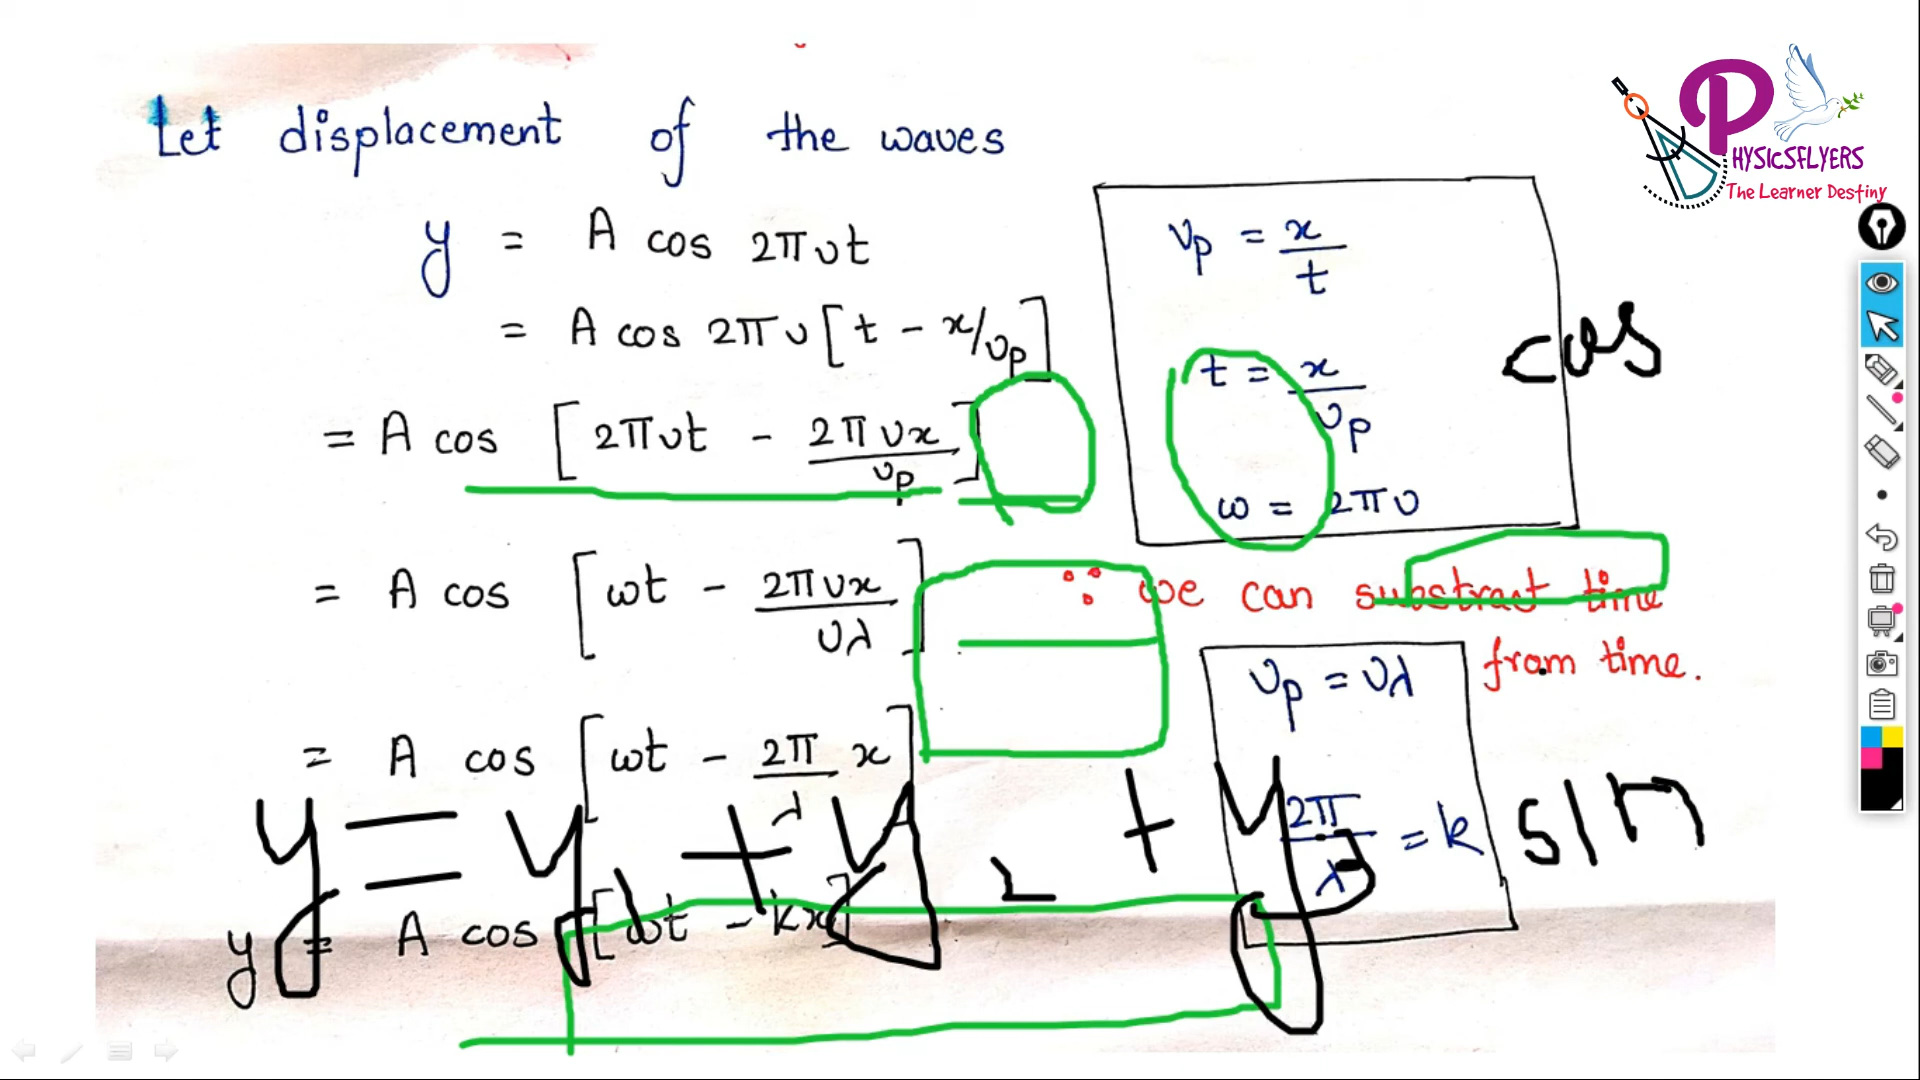 PHYSICSFLYERS
The Learner Destiny
Let displacement of the waves
y = A cos 2πυt
= A cos 2πυ [t - x/υp]
= A cos [2πυt - 2πυx/υp]
= A cos [ωt - 2πυx/υλ]
= A cos [ωt - 2π/λ x]
y = A cos [ωt - kx]
υp = x/t
t = x/υp
ω = 2πυ
cos
∵ we can substract time
from time.
υp = υλ
2π/λ = k
sin
y = y1 + y2 + y3